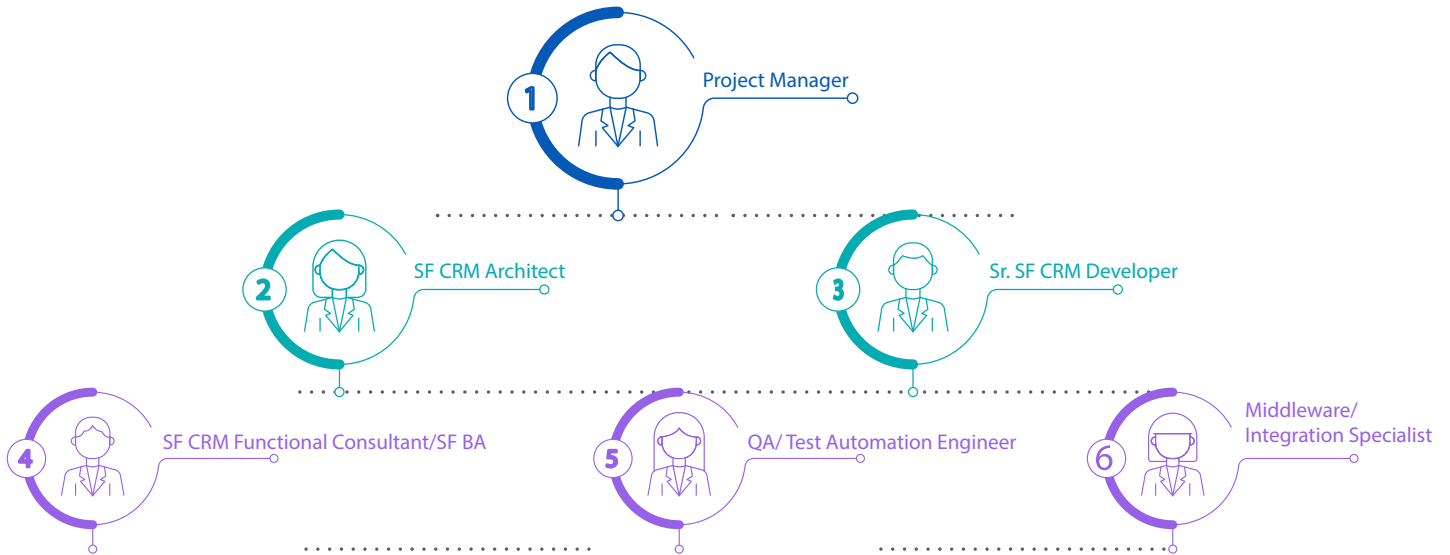 1
Project Manager
2
SF CRM Architect
3
Sr. SF CRM Developer
4
SF CRM Functional Consultant/SF BA
5
QA/ Test Automation Engineer
6
Middleware/
Integration Specialist